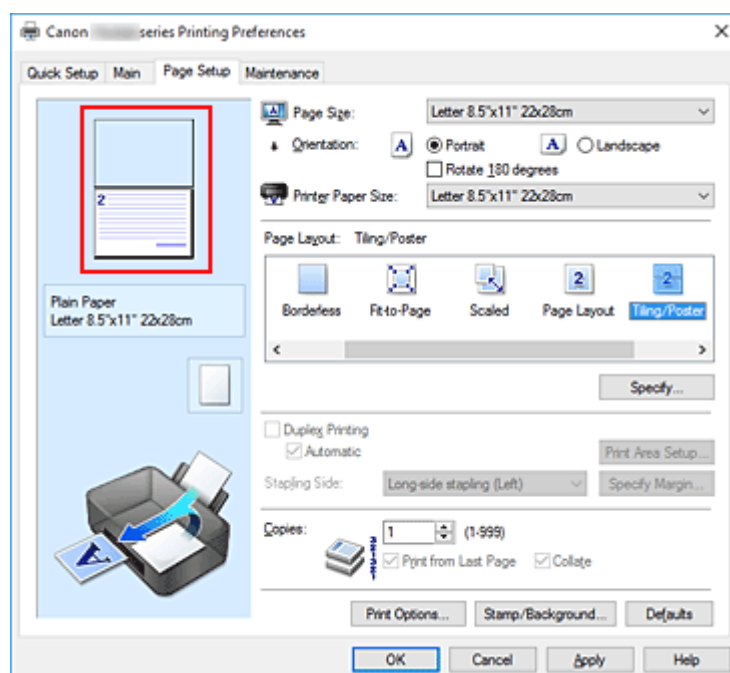 Canon series Printing Preferences
Quick Setup Main Page Setup Maintenance
2
Plain Paper
Letter 8.5"x11" 22x28cm
A
Page Size: Letter 8.5"x11" 22x28cm
Orientation: A Portrait A Landscape
Rotate 180 degrees
Printer Paper Size: Letter 8.5"x11" 22x28cm
Page Layout: Tiling/Poster
2 2
Borderless Fit-to-Page Scaled Page Layout Tiling/Poster
Specify...
Duplex Printing
Automatic Print Area Setup...
Stapling Side: Long-side stapling (Left) Specify Margin...
Copies: 1 (1-999)
Print from Last Page Collate
Print Options... Stamp/Background... Defaults
OK Cancel Apply Help